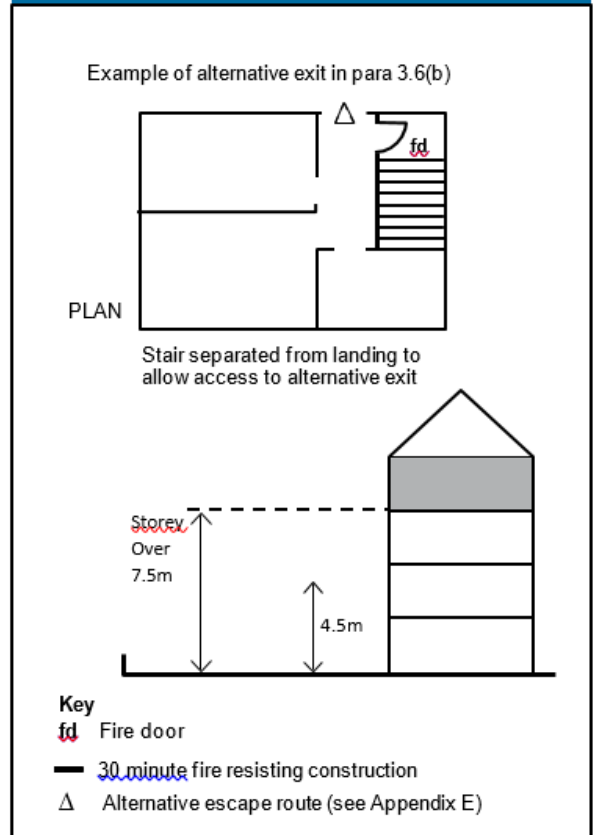 Example of alternative exit in para 3.6(b)
Δ
fd
PLAN
Stair separated from landing to
allow access to alternative exit
Storey
Over
7.5m
4.5m
Key
fd Fire door
30 minute fire resisting construction
Δ Alternative escape route (see Appendix E)